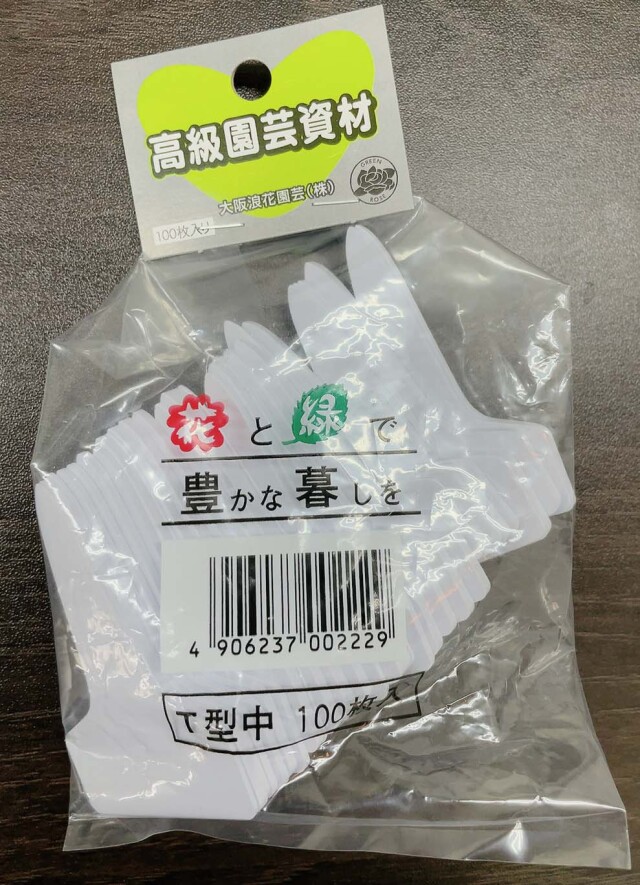 高級園芸資材
大阪浪花園芸(株)
GREEN
ROSE
100枚入り
花と緑で
豊かな暮しを
4 906237 002229
T型中 100枚入